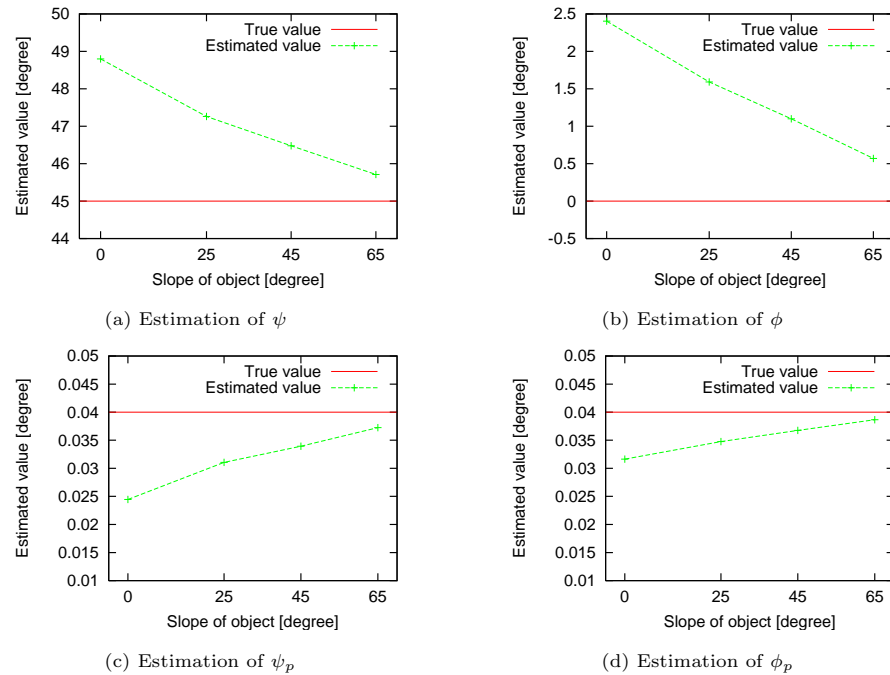 50
49
48
47
46
45
44
0
25
45
65
Estimated value [degree]
Slope of object [degree]
True value
Estimated value
(a) Estimation of ψ
2.5
2
1.5
1
0.5
0
-0.5
0
25
45
65
Estimated value [degree]
Slope of object [degree]
True value
Estimated value
(b) Estimation of ϕ
0.05
0.045
0.04
0.035
0.03
0.025
0.02
0.015
0.01
0
25
45
65
Estimated value [degree]
Slope of object [degree]
True value
Estimated value
(c) Estimation of ψp
0.05
0.045
0.04
0.035
0.03
0.025
0.02
0.015
0.01
0
25
45
65
Estimated value [degree]
Slope of object [degree]
True value
Estimated value
(d) Estimation of ϕp